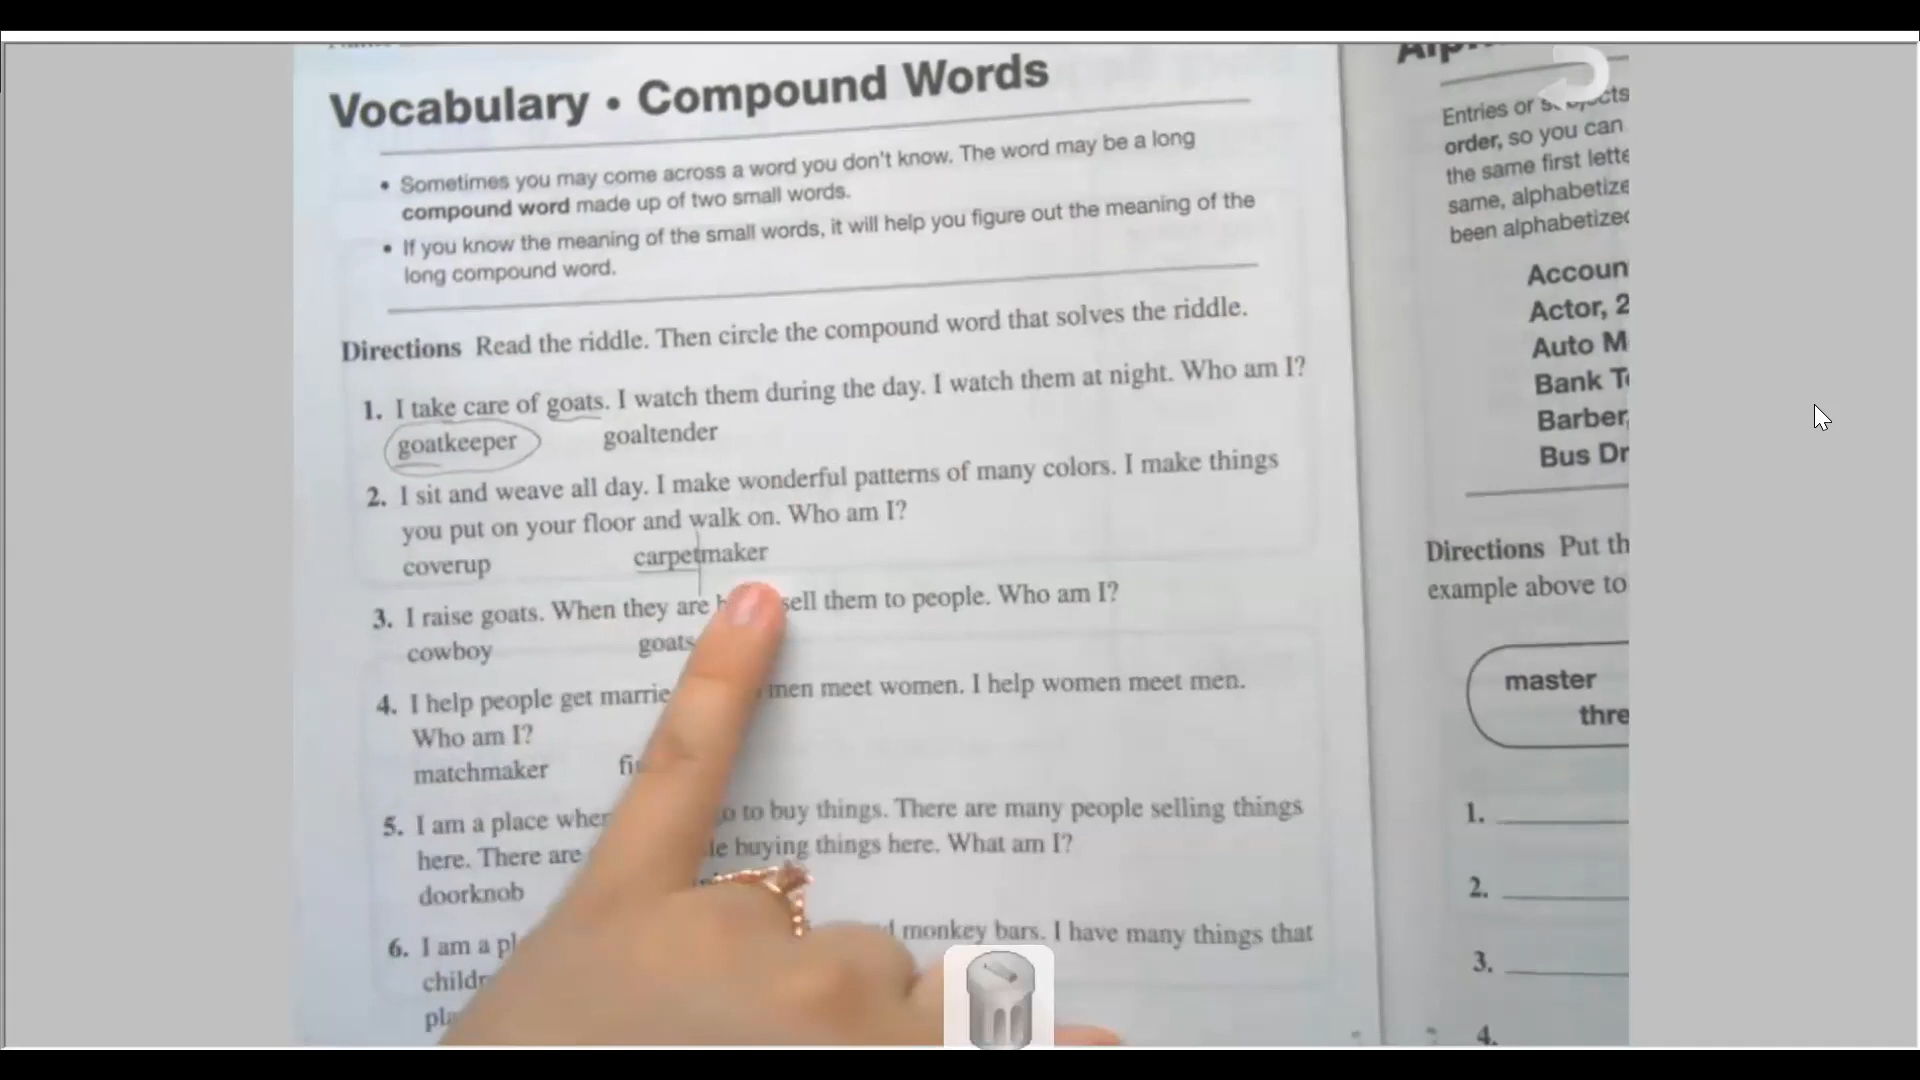 Vocabulary • Compound Words
• Sometimes you may come across a word you don't know. The word may be a long
compound word made up of two small words.
• If you know the meaning of the small words, it will help you figure out the meaning of the
long compound word.
Directions Read the riddle. Then circle the compound word that solves the riddle.
1. I take care of goats. I watch them during the day. I watch them at night. Who am I?
goatkeeper goaltender
2. I sit and weave all day. I make wonderful patterns of many colors. I make things
you put on your floor and walk on. Who am I?
coverup carpetmaker
3. I raise goats. When they are sell them to people. Who am I?
cowboy goats
4. I help people get marrie men meet women. I help women meet men.
Who am I?
matchmaker
5. I am a place wher to buy things. There are many people selling things
here. There are buying things here. What am I?
doorknob
6. I am a pl monkey bars. I have many things that
childr
pla
Entries or
order, so you can
the same first lette
same, alphabetize
been alphabetized
Accoun
Actor, 2
Auto M
Bank T
Barber,
Bus Dr
Directions Put th
example above to
master
thre
1.
2.
3.
4.